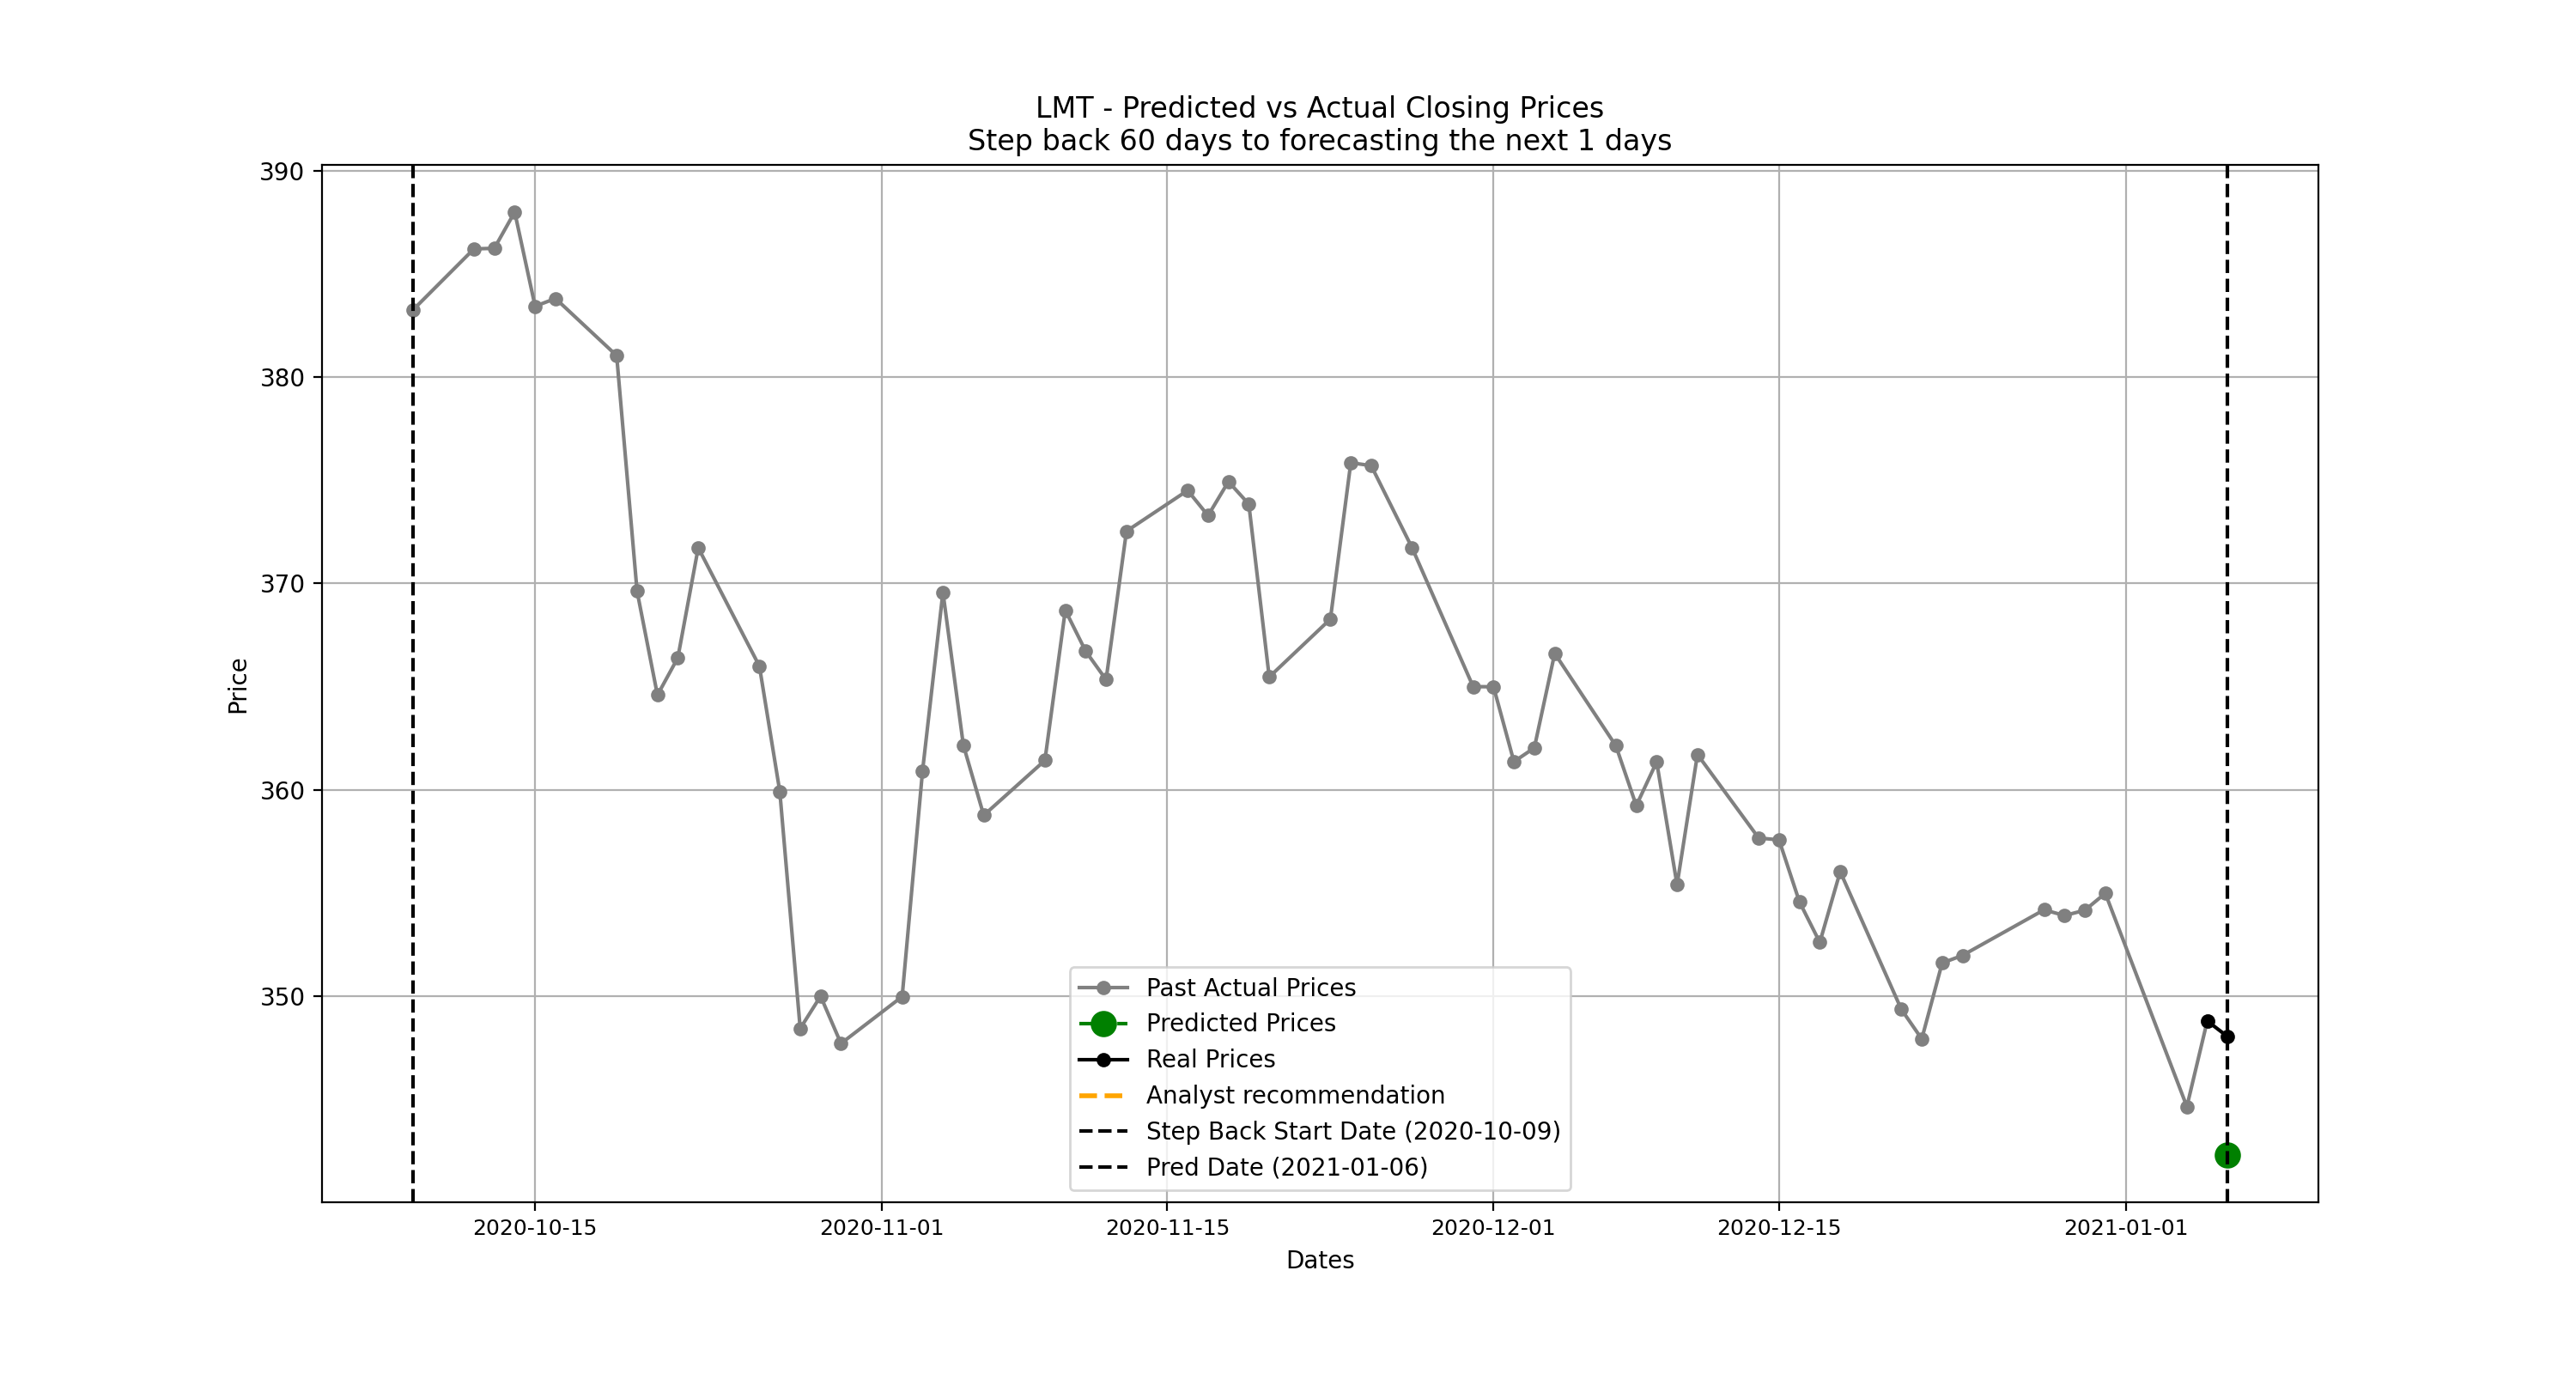 LMT - Predicted vs Actual Closing Prices
Step back 60 days to forecasting the next 1 days
390
380
370
360
350
Price
Past Actual Prices
Predicted Prices
Real Prices
Analyst recommendation
Step Back Start Date (2020-10-09)
Pred Date (2021-01-06)
2020-10-15
2020-11-01
2020-11-15
2020-12-01
2020-12-15
2021-01-01
Dates